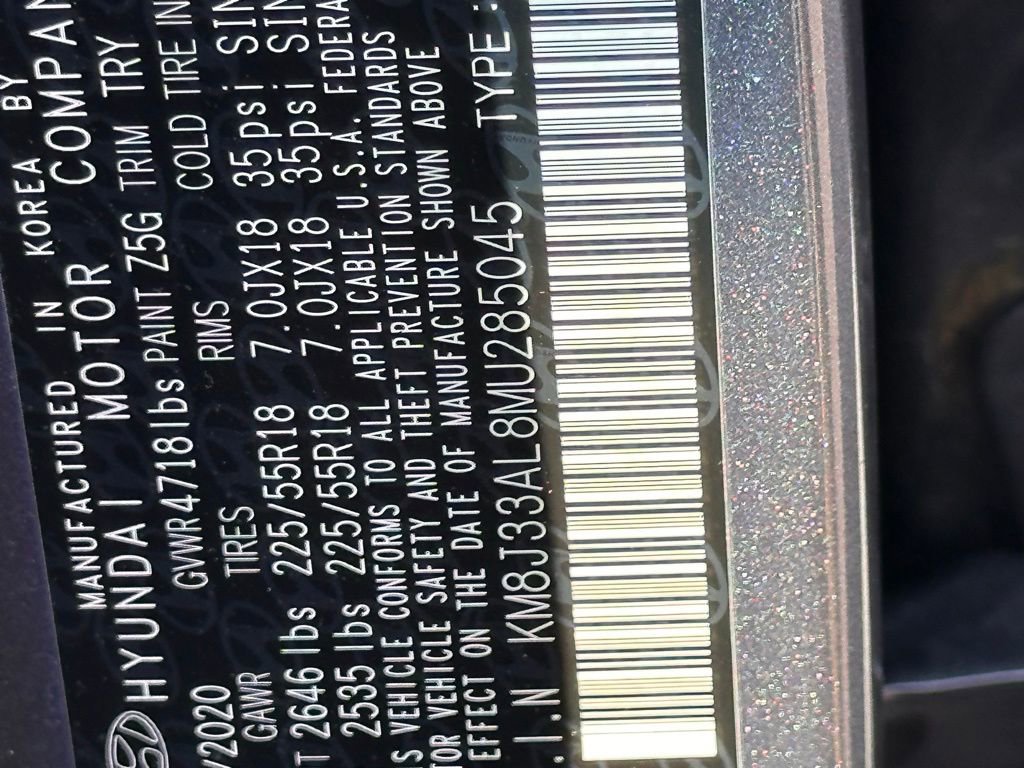 MANUFACTURED IN KOREA BY
HYUNDAI MOTOR COMPAN
/2020 GVWR4718lbs PAINT Z5G TRIM TRY
GAWR TIRES RIMS COLD TIRE IN
T 2646 lbs 225/55R18 7.0JX18 35psi SIN
2535 lbs 225/55R18 7.0JX18 35psi SIN
S VEHICLE CONFORMS TO ALL APPLICABLE U.S.A. FEDERA
TOR VEHICLE SAFETY AND THEFT PREVENTION STANDARDS
EFFECT ON THE DATE OF MANUFACTURE SHOWN ABOVE
.I.N KM8J33AL8MU285045 TYPE: